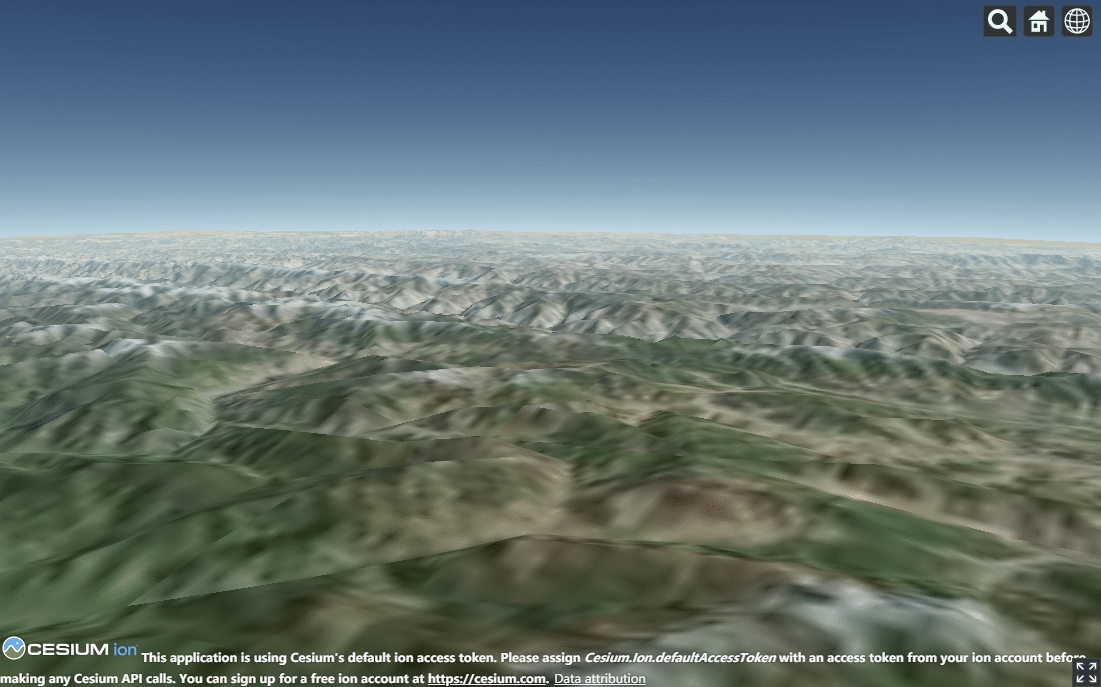 CESIUM ion This application is using Cesium's default ion access token. Please assign Cesium.Ion.defaultAccessToken with an access token from your ion account before
making any Cesium API calls. You can sign up for a free ion account at https://cesium.com. Data attribution